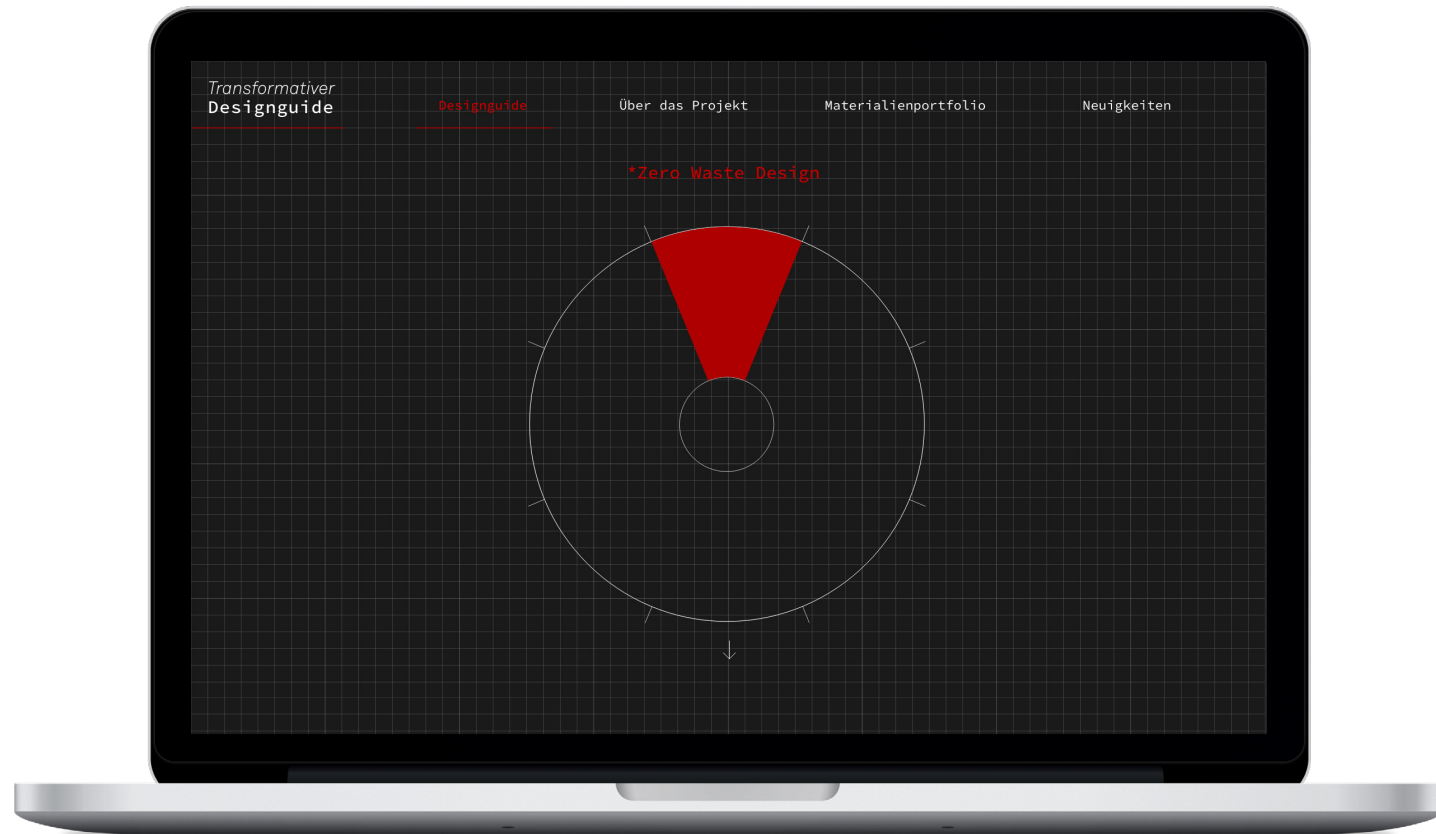 Transformativer
Designguide
Designguide
Über das Projekt
Materialienportfolio
Neuigkeiten
*Zero Waste Design